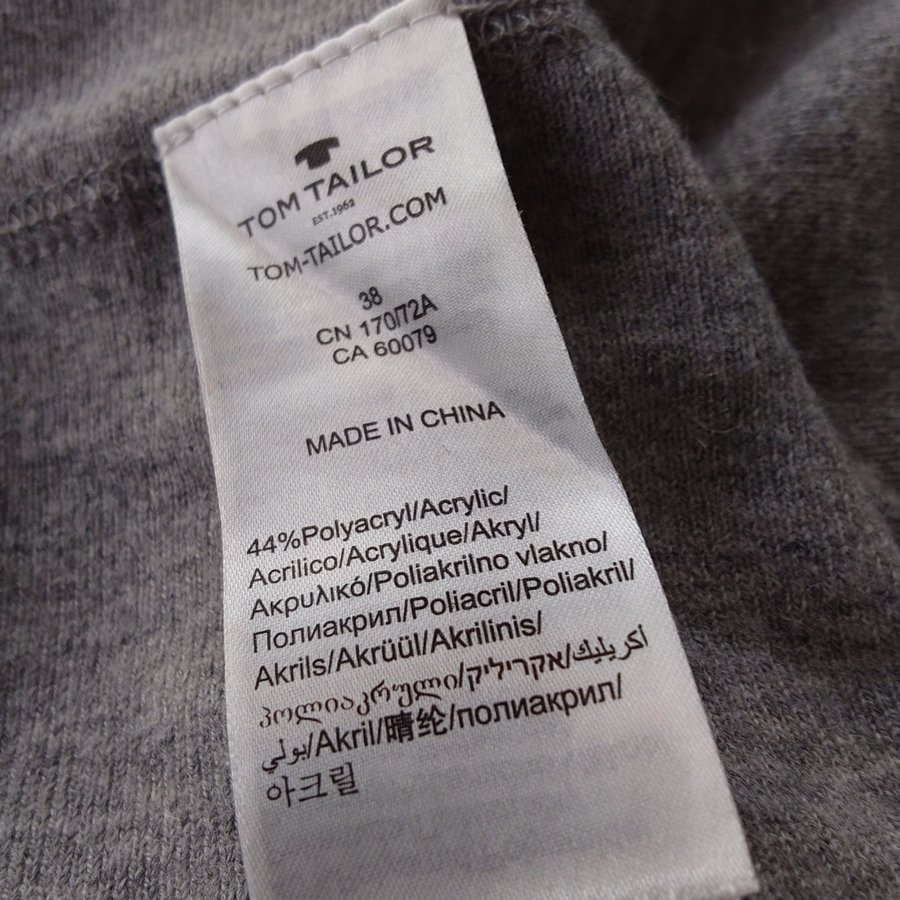 TOM TAILOR
EST.1962
TOM-TAILOR.COM
38
CN 170/72A
CA 60079
MADE IN CHINA
44%Polyacryl/Acrylic/
Acrilico/Acrylique/Akryl/
Ακρυλικό/Poliakrilno vlakno/
Полиакрил/Poliacril/Poliakril/
Akrils/Akrüül/Akrilinis/
პოლიაკრული/אקריליק/أكريليك
بولي/Akril/晴纶/полиакрил/
아크릴